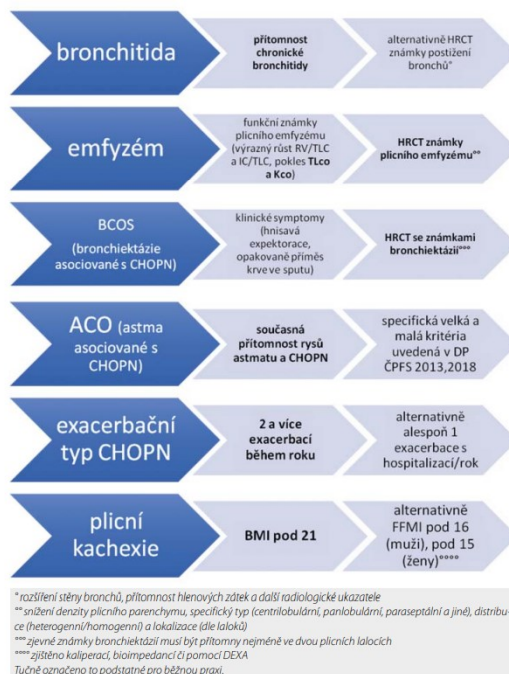 bronchitida
přítomnost
chronické
bronchitidy
alternativně HRCT
známky postižení
bronchů°
emfyzém
funkční známky
plicního emfyzému
(výrazný růst RV/TLC
a IC/TLC, pokles TLco
a Kco)
HRCT známky
plicního emfyzému°°
BCOS
(bronchiektázie
asociované s CHOPN)
klinické symptomy
(hnisavá
expektorace,
opakovaně příměs
krve ve sputu)
HRCT se známkami
bronchiektázií°°°
ACO (astma
asociované s
CHOPN)
současná
přítomnost rysů
astmatu a CHOPN
specifická velká a
malá kritéria
uvedená v DP
ČPFS 2013,2018
exacerbační
typ CHOPN
2 a více
exacerbací
během roku
alternativně
alespoň 1
exacerbace s
hospitalizací/rok
plicní
kachexie
BMI pod 21
alternativně
FFMI pod 16
(muži), pod 15
(ženy)°°°°
° rozšíření stěny bronchů, přítomnost hlenových zátek a další radiologické ukazatele
°° snížení denzity plicního parenchymu, specifický typ (centrilobulární, panlobulární, paraseptální a jiné), distribu-
ce (heterogenní/homogenní) a lokalizace (dle laloků)
°°° zjevné známky bronchiektázií musí být přítomny nejméně ve dvou plicních lalocích
°°°° zjištěno kaliperací, bioimpedancí či pomocí DEXA
Tučně označeno to podstatné pro běžnou praxi.